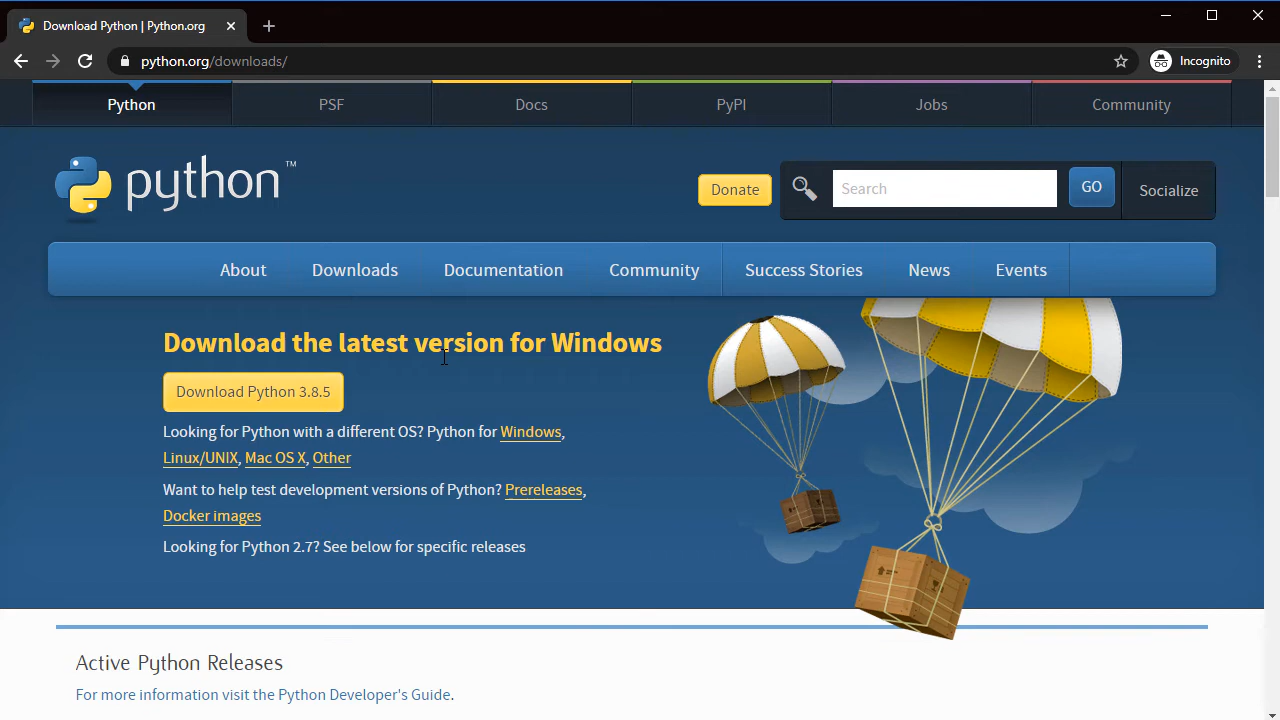 Download Python | Python.org
python.org/downloads/
Incognito
Python PSF Docs PyPI Jobs Community
python™
Donate
Search
GO
Socialize
About Downloads Documentation Community Success Stories News Events
Download the latest version for Windows
Download Python 3.8.5
Looking for Python with a different OS? Python for Windows,
Linux/UNIX, Mac OS X, Other
Want to help test development versions of Python? Prereleases,
Docker images
Looking for Python 2.7? See below for specific releases
Active Python Releases
For more information visit the Python Developer's Guide.